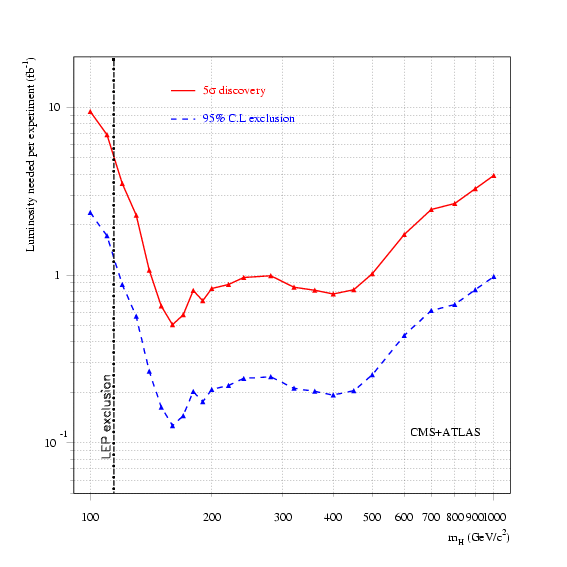 Luminosity needed per experiment (fb⁻¹)
10
1
10⁻¹
5σ discovery
95% C.L exclusion
LEP exclusion
CMS+ATLAS
100 200 300 400 500 600 700 800 900 1000
m_H (GeV/c²)